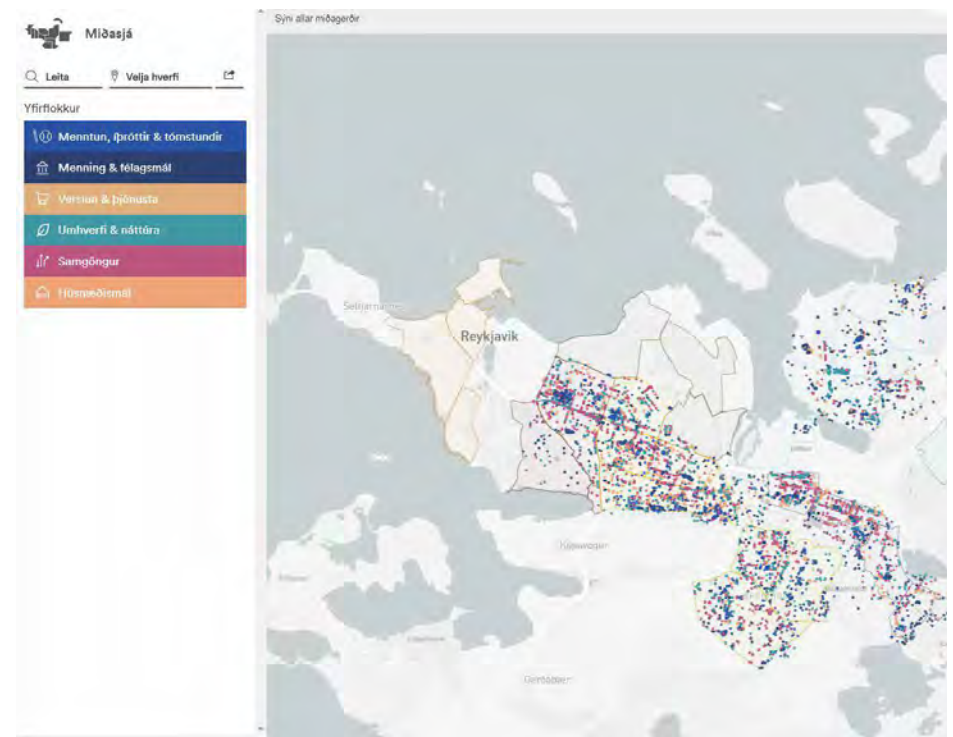 Miðasjá
Leita
Velja hverfi
Yfirflokkur
Menntun, íþróttir & tómstundir
Menning & félagsmál
Verslun & þjónusta
Umhverfi & náttúra
Samgöngur
Húsnæðismál
Sýni allar miðagerðir
Reykjavík
Kópavogur